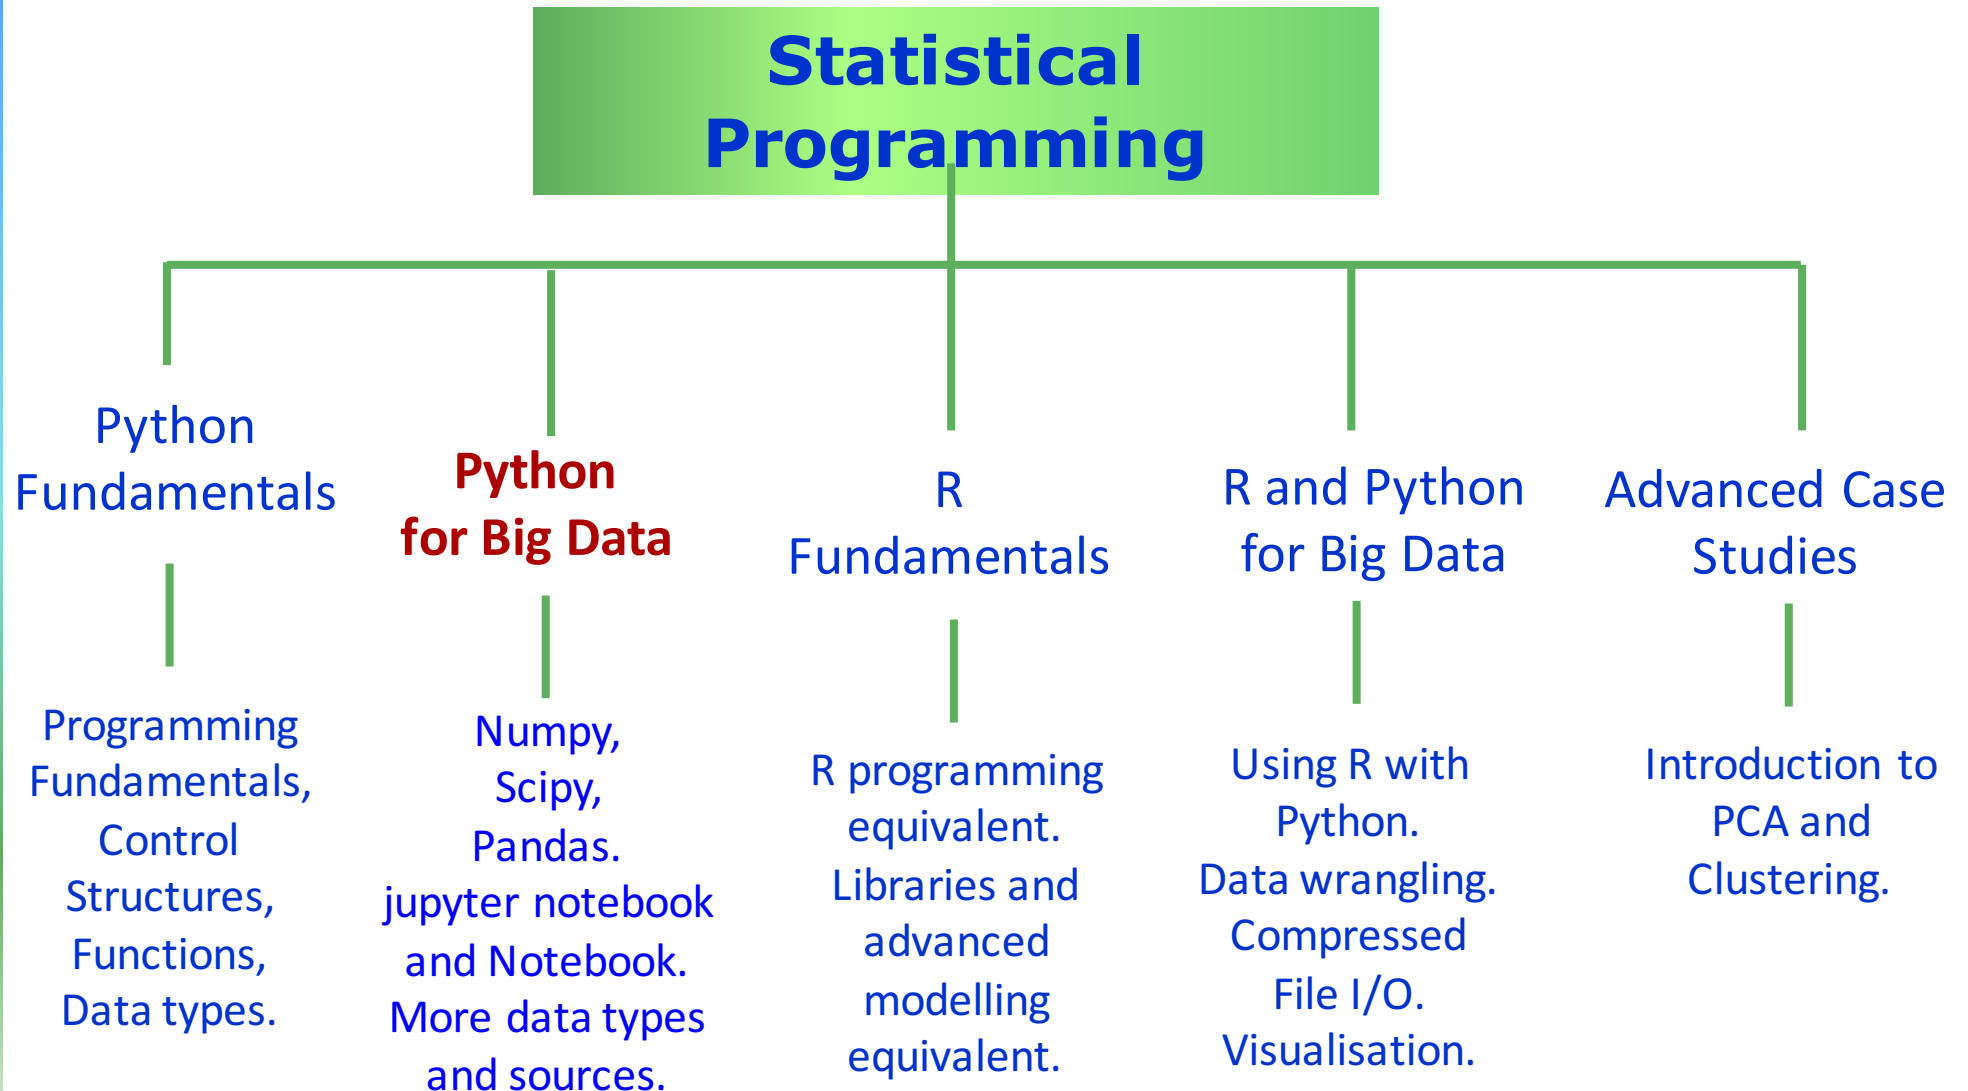 Statistical
Programming
Python
Fundamentals
Programming
Fundamentals,
Control
Structures,
Functions,
Data types.
Python
for Big Data
Numpy,
Scipy,
Pandas.
jupyter notebook
and Notebook.
More data types
and sources.
R
Fundamentals
R programming
equivalent.
Libraries and
advanced
modelling
equivalent.
R and Python
for Big Data
Using R with
Python.
Data wrangling.
Compressed
File I/O.
Visualisation.
Advanced Case
Studies
Introduction to
PCA and
Clustering.